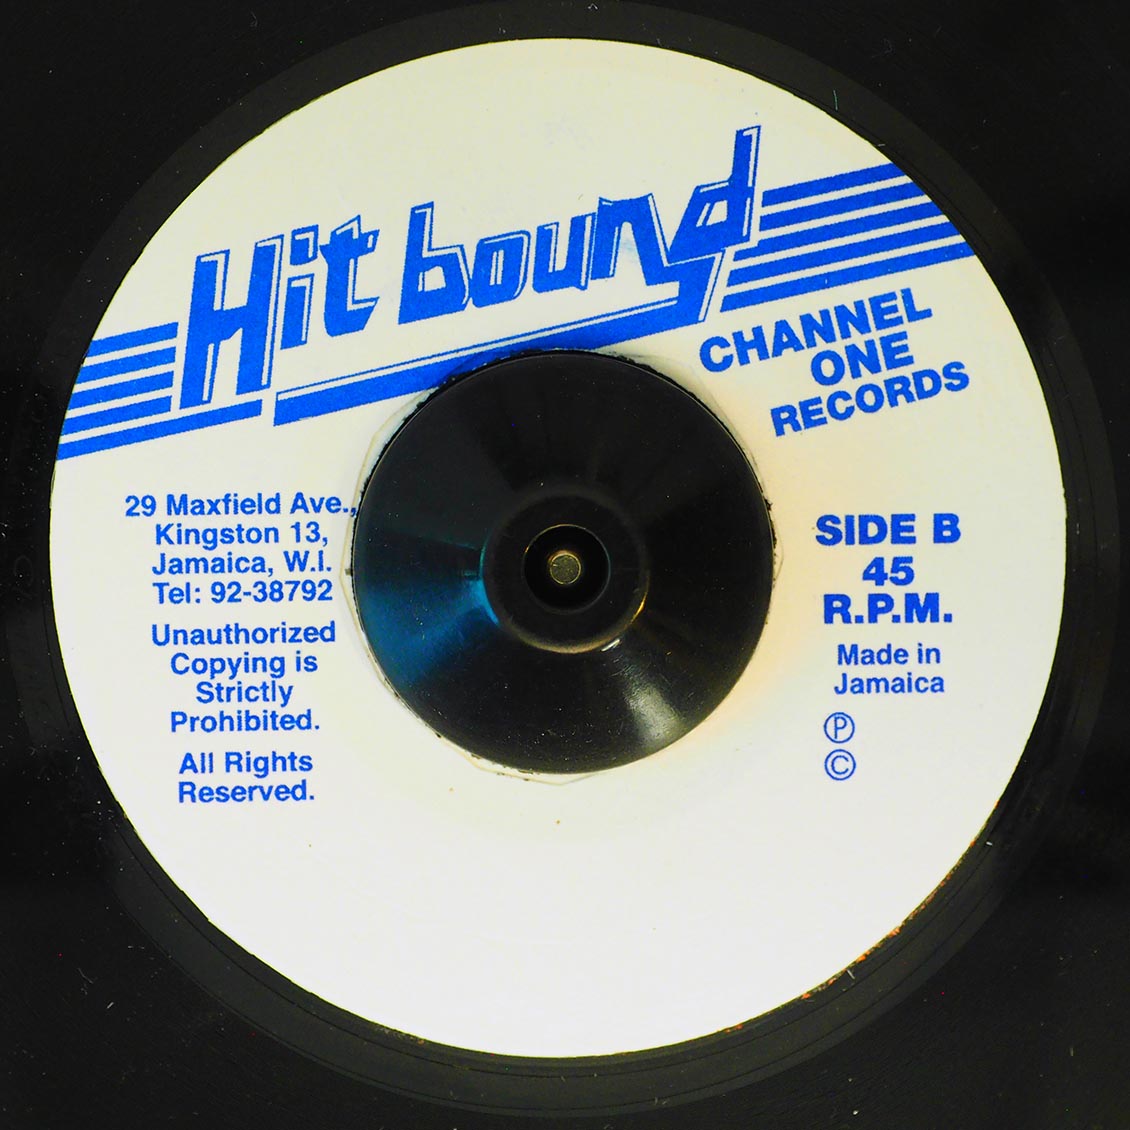 Hit bound
CHANNEL
ONE
RECORDS
29 Maxfield Ave.,
Kingston 13,
Jamaica, W.I.
Tel: 92-38792
Unauthorized
Copying is
Strictly
Prohibited.
All Rights
Reserved.
SIDE B
45
R.P.M.
Made in
Jamaica
Ⓟ
©